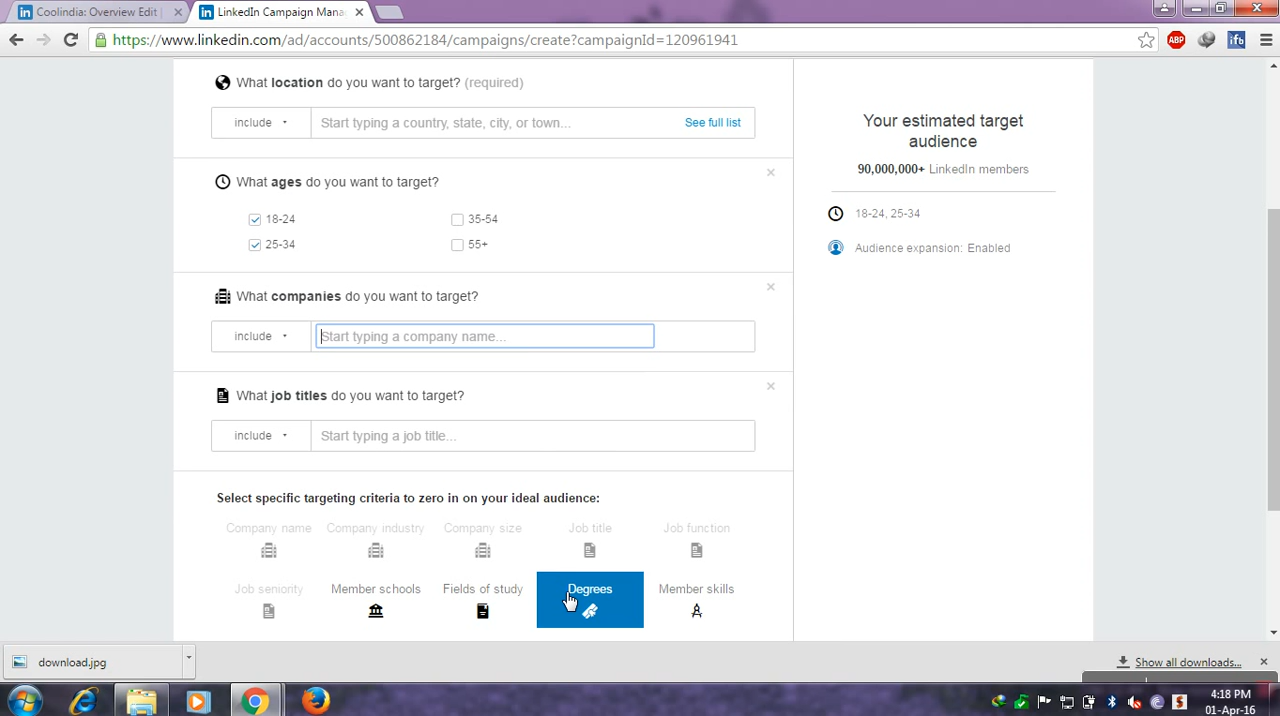 Coolindia: Overview Edit |
LinkedIn Campaign Mana
https://www.linkedin.com/ad/accounts/500862184/campaigns/create?campaignId=120961941
ABP
ifb
What location do you want to target? (required)
include
Start typing a country, state, city, or town...
See full list
What ages do you want to target?
18-24
35-54
25-34
55+
What companies do you want to target?
include
Start typing a company name...
What job titles do you want to target?
include
Start typing a job title...
Select specific targeting criteria to zero in on your ideal audience:
Company name
Company industry
Company size
Job title
Job function
Job seniority
Member schools
Fields of study
Degrees
Member skills
Your estimated target
audience
90,000,000+ LinkedIn members
18-24, 25-34
Audience expansion: Enabled
download.jpg
Show all downloads...
4:18 PM
01-Apr-16